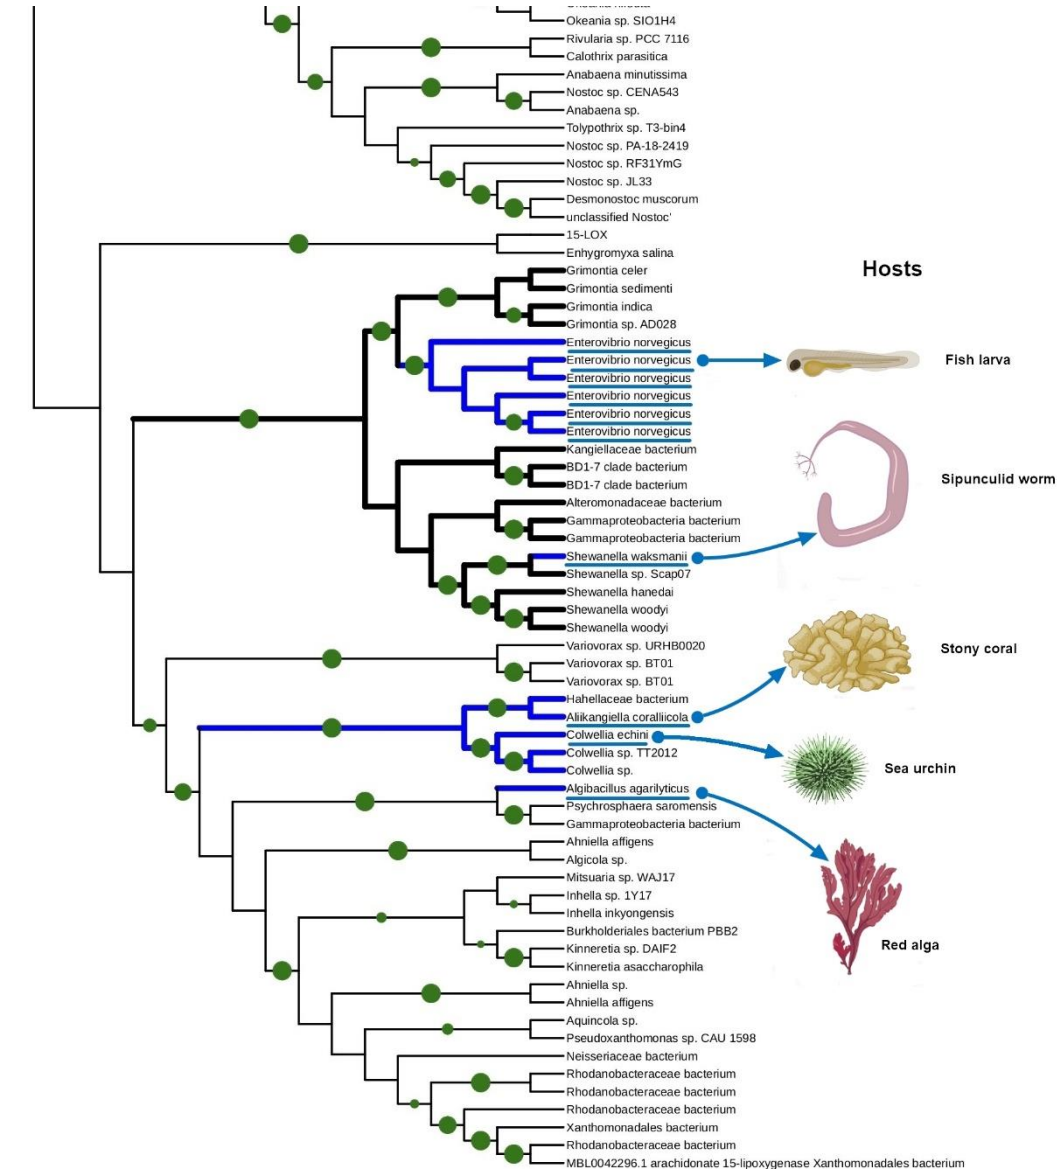 Okeania sp. SIO1H4
Rivularia sp. PCC 7116
Calothrix parasitica
Anabaena minutissima
Nostoc sp. CENA543
Anabaena sp.
Tolypothrix sp. T3-bin4
Nostoc sp. PA-18-2419
Nostoc sp. RF31YmG
Nostoc sp. JL33
Desmonostoc muscorum
unclassified Nostoc'
15-LOX
Enhygromyxa salina
Hosts
Grimontia celer
Grimontia sedimenti
Grimontia indica
Grimontia sp. AD028
Enterovibrio norvegicus
Enterovibrio norvegicus
Fish larva
Enterovibrio norvegicus
Enterovibrio norvegicus
Enterovibrio norvegicus
Enterovibrio norvegicus
Kangiellaceae bacterium
BD1-7 clade bacterium
Sipunculid worm
BD1-7 clade bacterium
Alteromonadaceae bacterium
Gammaproteobacteria bacterium
Gammaproteobacteria bacterium
Shewanella waksmanii
Shewanella sp. Scap07
Shewanella hanedai
Shewanella woodyi
Shewanella woodyi
Variovorax sp. URHB0020
Stony coral
Variovorax sp. BT01
Variovorax sp. BT01
Hahellaceae bacterium
Aliikangiella coralliicola
Colwellia echini
Colwellia sp. TT2012
Sea urchin
Colwellia sp.
Algibacillus agarilyticus
Psychrosphaera saromensis
Gammaproteobacteria bacterium
Ahniella affigens
Algicola sp.
Mitsuaria sp. WAJ17
Inhella sp. 1Y17
Inhella inkyongensis
Burkholderiales bacterium PBB2
Red alga
Kinneretia sp. DAIF2
Kinneretia asaccharophila
Ahniella sp.
Ahniella affigens
Aquincola sp.
Pseudoxanthomonas sp. CAU 1598
Neisseriaceae bacterium
Rhodanobacteraceae bacterium
Rhodanobacteraceae bacterium
Rhodanobacteraceae bacterium
Xanthomonadales bacterium
Rhodanobacteraceae bacterium
MBL0042296.1 arachidonate 15-lipoxygenase Xanthomonadales bacterium